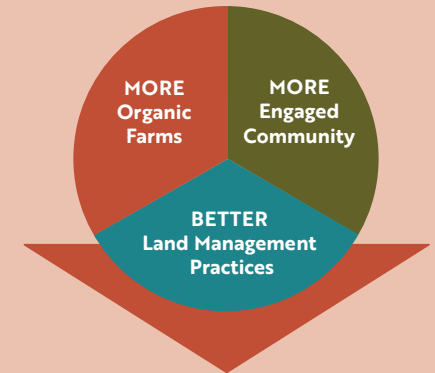 MORE
Organic
Farms
MORE
Engaged
Community
BETTER
Land Management
Practices